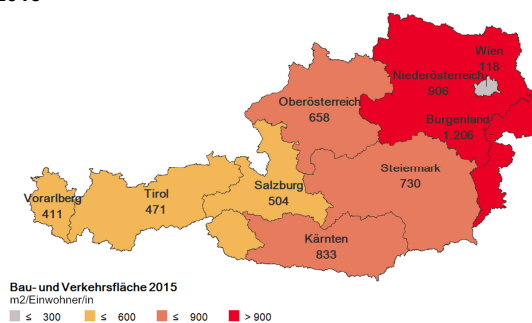 Wien
118
Niederösterreich
906
Oberösterreich
658
Burgenland
1.206
Steiermark
730
Salzburg
504
Tirol
471
Vorarlberg
411
Kärnten
833
Bau- und Verkehrsfläche 2015
m2/Einwohner/in
≤ 300 ≤ 600 ≤ 900 > 900